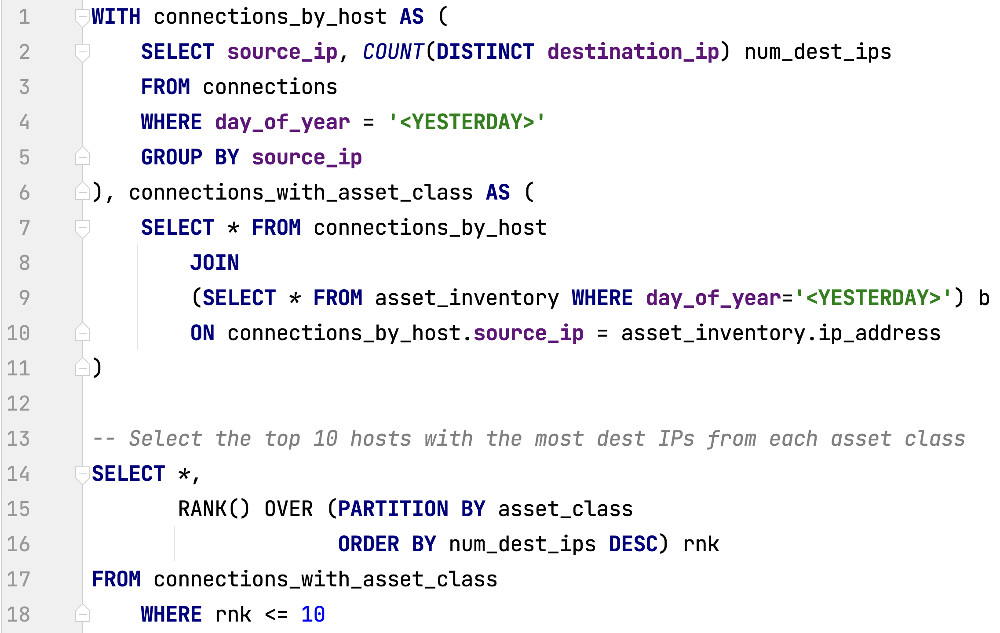 1 WITH connections_by_host AS (
2 SELECT source_ip, COUNT(DISTINCT destination_ip) num_dest_ips
3 FROM connections
4 WHERE day_of_year = '<YESTERDAY>'
5 GROUP BY source_ip
6 ), connections_with_asset_class AS (
7 SELECT * FROM connections_by_host
8 JOIN
9 (SELECT * FROM asset_inventory WHERE day_of_year='<YESTERDAY>') b
10 ON connections_by_host.source_ip = asset_inventory.ip_address
11 )
12
13 -- Select the top 10 hosts with the most dest IPs from each asset class
14 SELECT *,
15 RANK() OVER (PARTITION BY asset_class
16 ORDER BY num_dest_ips DESC) rnk
17 FROM connections_with_asset_class
18 WHERE rnk <= 10